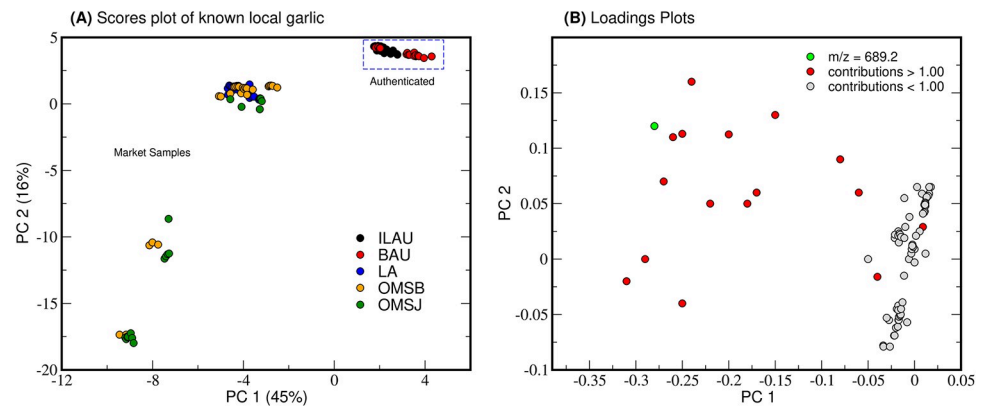 (A) Scores plot of known local garlic
5
0
-5
-10
-15
-20
-12
-8
-4
0
4
PC 1 (45%)
PC 2 (16%)
Authenticated
Market Samples
ILAU
BAU
LA
OMSB
OMSJ
(B) Loadings Plots
0.15
0.1
0.05
0
-0.05
-0.1
-0.35
-0.3
-0.25
-0.2
-0.15
-0.1
-0.05
0
0.05
PC 1
PC 2
m/z = 689.2
contributions > 1.00
contributions < 1.00